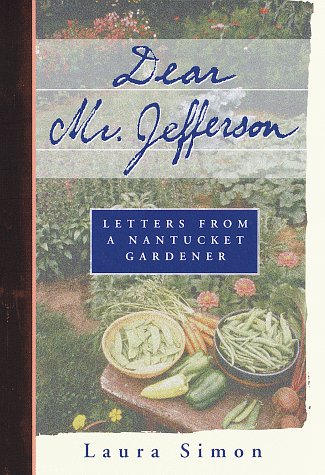 Dear
Mr. Jefferson
LETTERS FROM
A NANTUCKET
GARDENER
Laura Simon